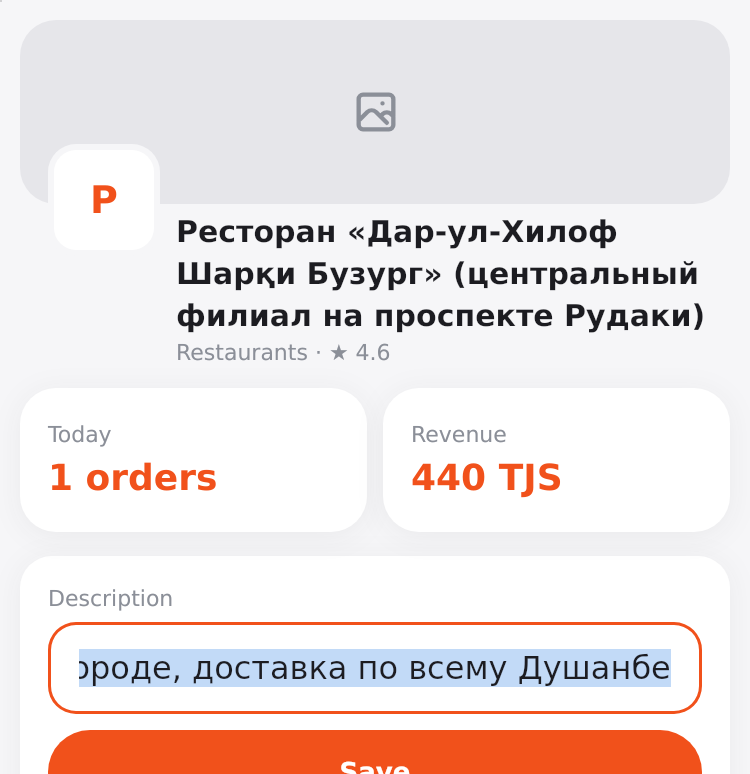 Р
Ресторан «Дар-ул-Хилоф
Шарқи Бузург» (центральный
филиал на проспекте Рудаки)
Restaurants · ★ 4.6
Today
1 orders
Revenue
440 TJS
Description
ороде, доставка по всему Душанбе
Save